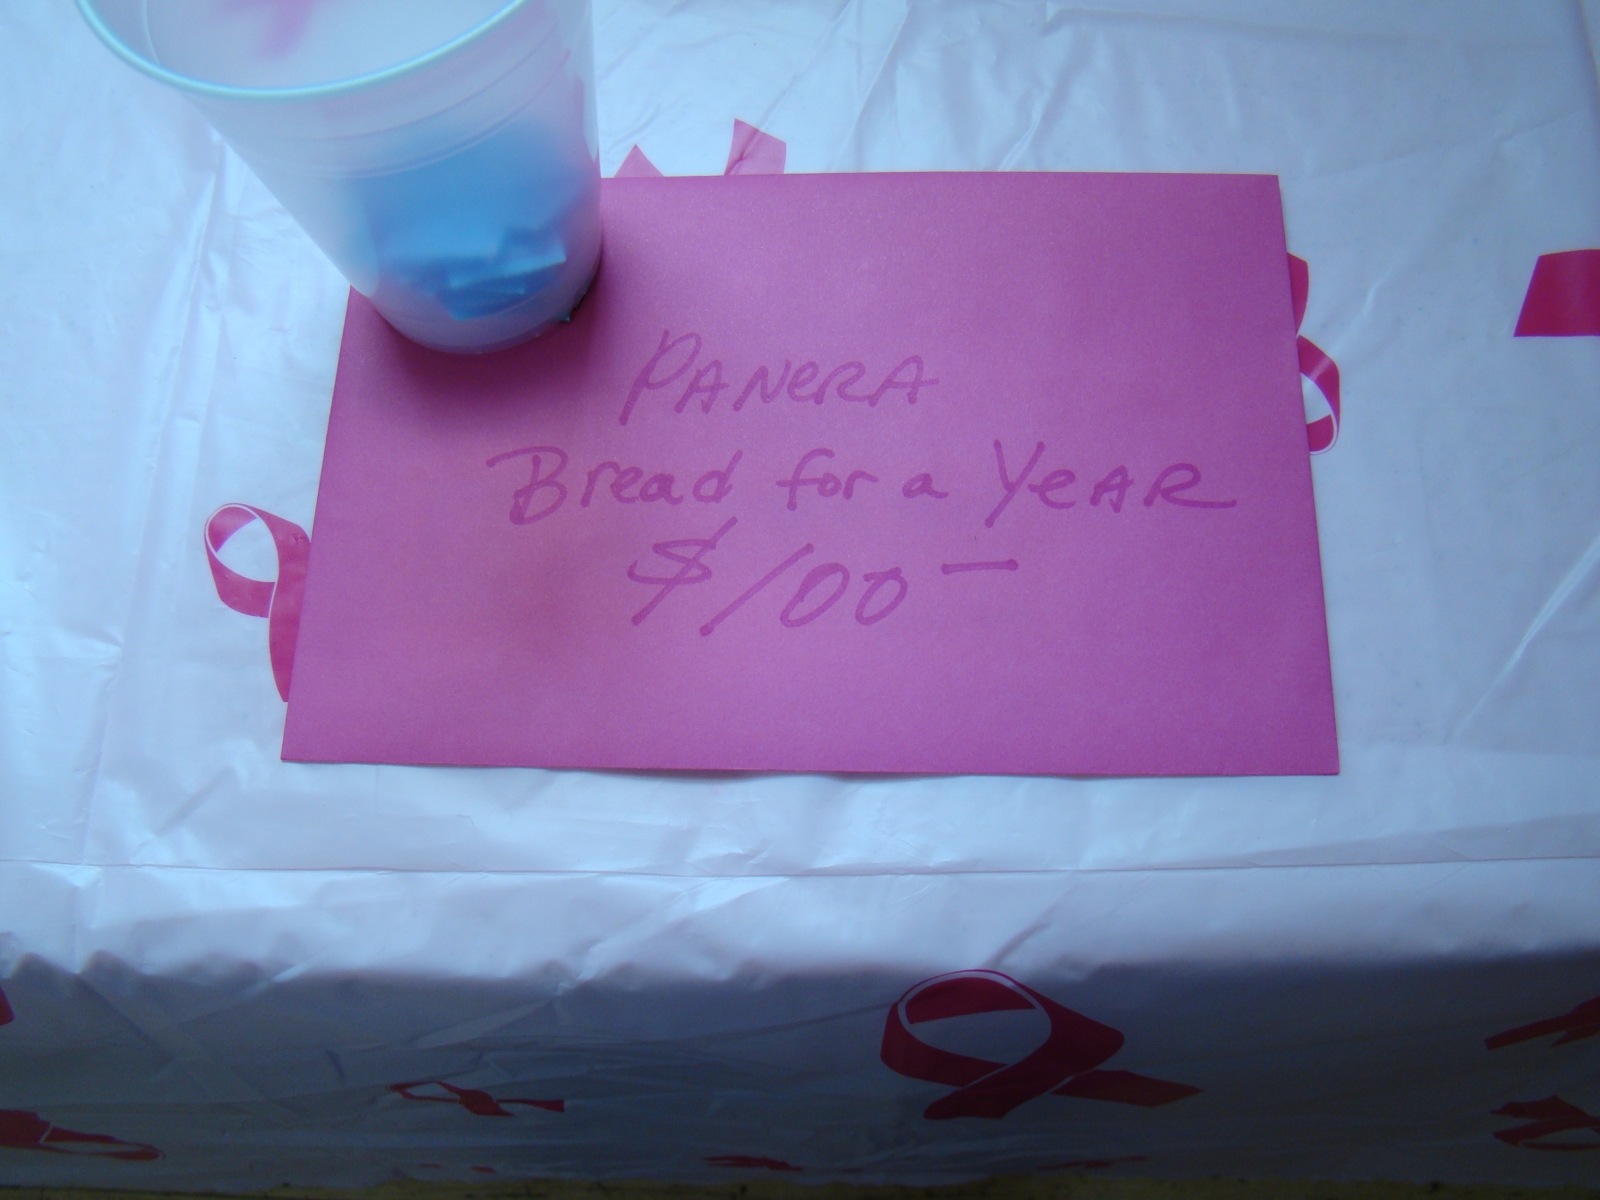 PANERA
Bread for a YEAR
$100-